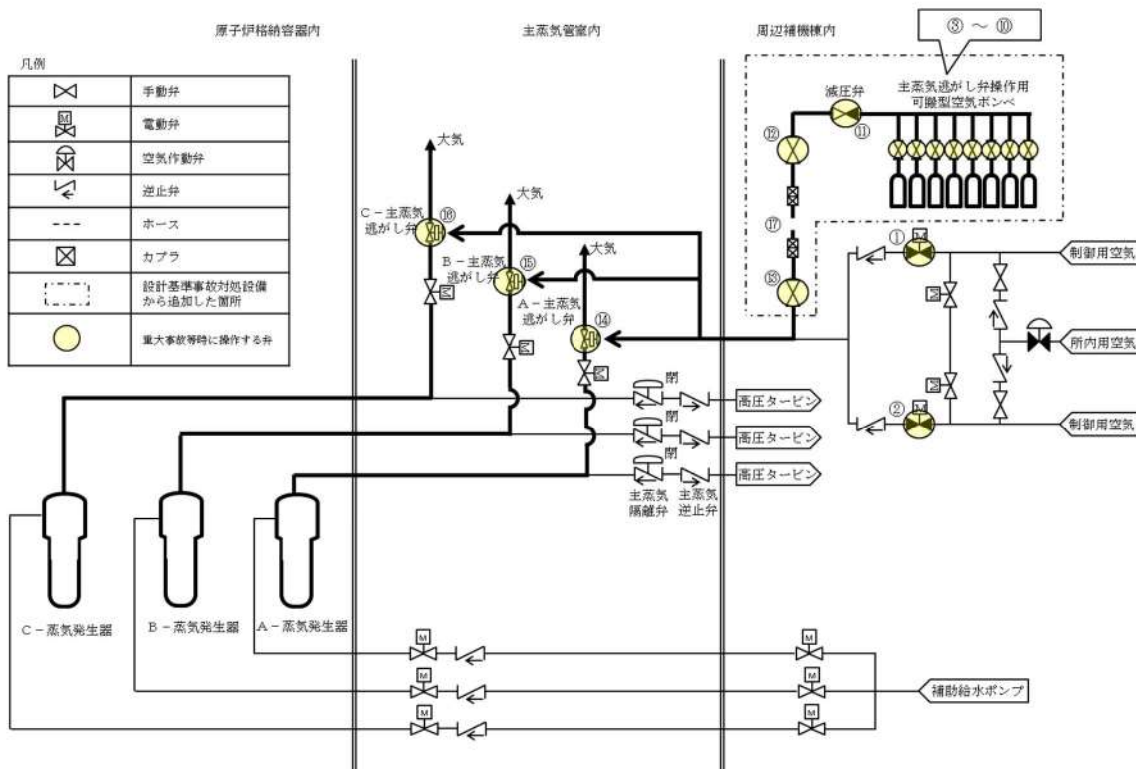 原子炉格納容器内
主蒸気管室内
周辺補機棟内
③ ～ ⑩
凡例
手動弁
M
電動弁
空気作動弁
逆止弁
ホース
カプラ
設計基準事故対処設備
から追加した箇所
重大事故等時に操作する弁
主蒸気逃がし弁操作用
可搬型空気ボンベ
減圧弁
⑪
⑫
⑰
⑬
大気
C－主蒸気
逃がし弁
⑯
M
大気
B－主蒸気
逃がし弁
⑮
M
大気
A－主蒸気
逃がし弁
⑭
M
①
M
制御用空気
M
所内用空気
M
②
M
制御用空気
閉
高圧タービン
閉
高圧タービン
閉
高圧タービン
主蒸気
隔離弁
主蒸気
逆止弁
C－蒸気発生器
B－蒸気発生器
A－蒸気発生器
M
M
M
M
補助給水ポンプ
M
M